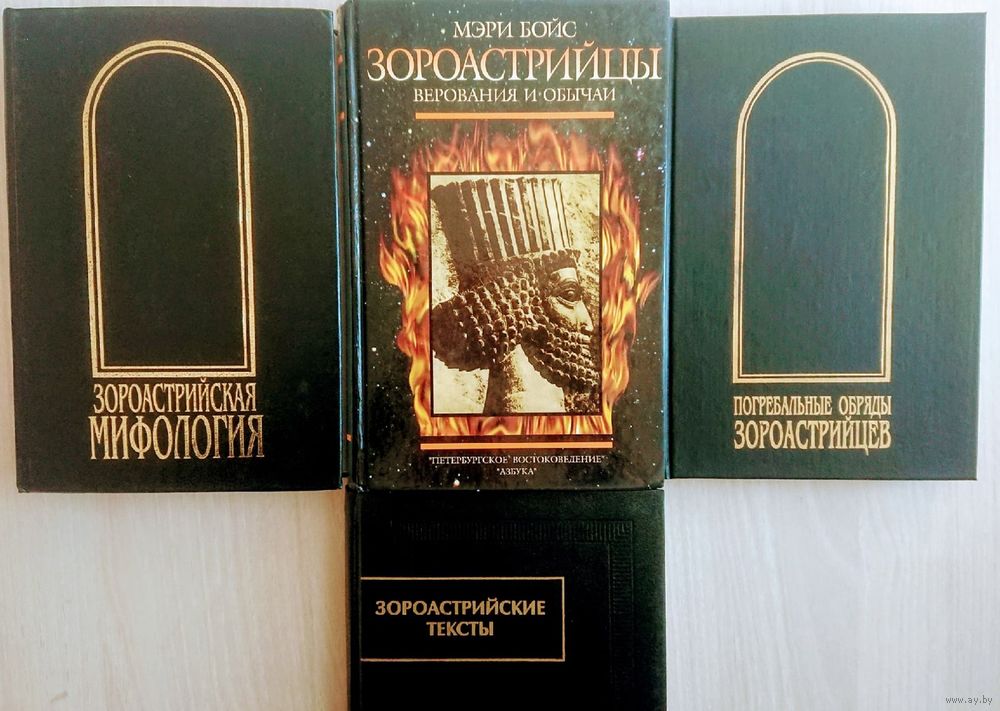 ЗОРОАСТРИЙСКАЯ
МИФОЛОГИЯ
МЭРИ БОЙС
ЗОРОАСТРИЙЦЫ
ВЕРОВАНИЯ И ОБЫЧАИ
"ПЕТЕРБУРГСКОЕ ВОСТОКОВЕДЕНИЕ"
"АЗБУКА"
ПОГРЕБАЛЬНЫЕ ОБРЯДЫ
ЗОРОАСТРИЙЦЕВ
ЗОРОАСТРИЙСКИЕ
ТЕКСТЫ
www.ay.by